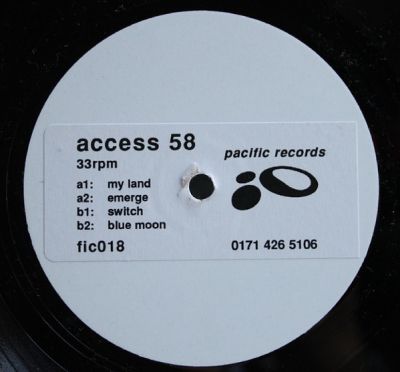 access 58
33rpm
pacific records
a1: my land
a2: emerge
b1: switch
b2: blue moon
fic018
0171 426 5106